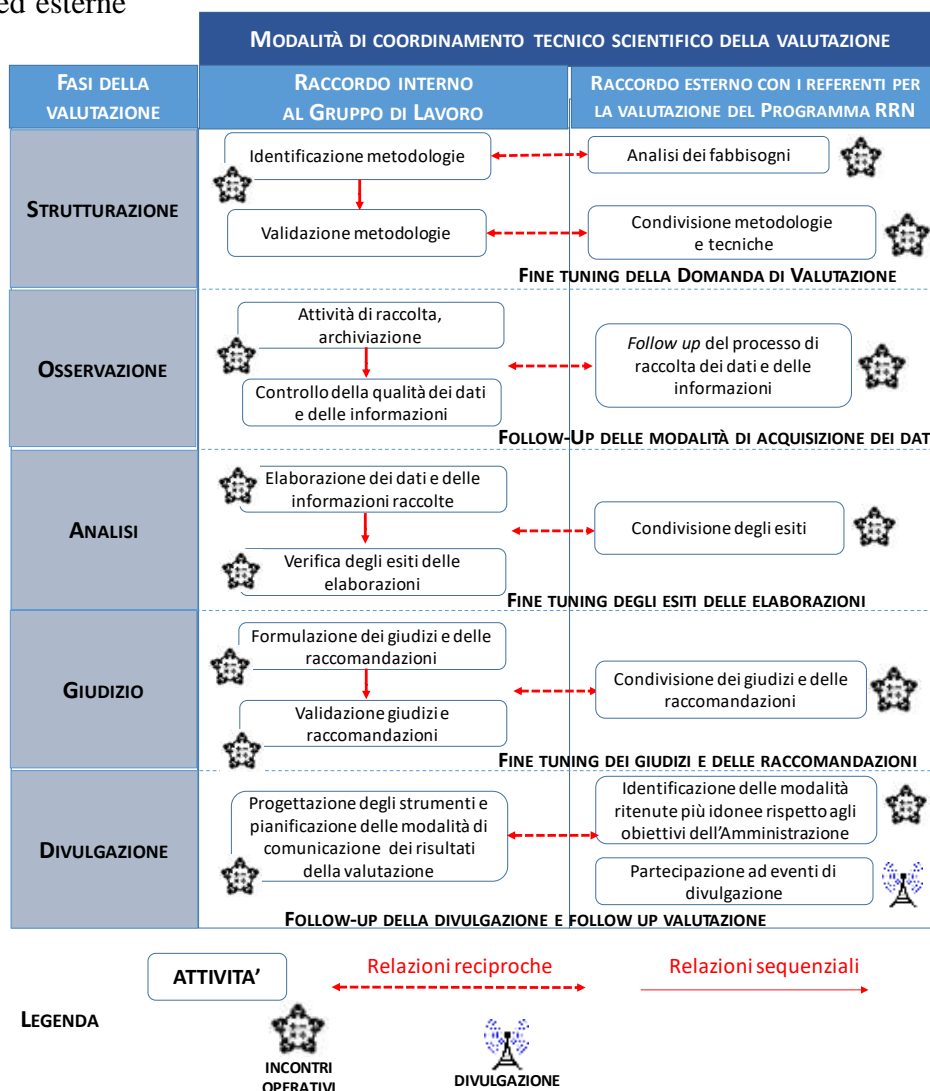 ed esterne
MODALITÀ DI COORDINAMENTO TECNICO SCIENTIFICO DELLA VALUTAZIONE
FASI DELLA
VALUTAZIONE
RACCORDO INTERNO
AL GRUPPO DI LAVORO
RACCORDO ESTERNO CON I REFERENTI PER
LA VALUTAZIONE DEL PROGRAMMA RRN
STRUTTURAZIONE
Identificazione metodologie
Analisi dei fabbisogni
Validazione metodologie
Condivisione metodologie
e tecniche
FINE TUNING DELLA DOMANDA DI VALUTAZIONE
OSSERVAZIONE
Attività di raccolta,
archiviazione
Controllo della qualità dei dati
e delle informazioni
Follow up del processo di
raccolta dei dati e delle
informazioni
FOLLOW-UP DELLE MODALITÀ DI ACQUISIZIONE DEI DAT
ANALISI
Elaborazione dei dati e delle
informazioni raccolte
Verifica degli esiti delle
elaborazioni
Condivisione degli esiti
FINE TUNING DEGLI ESITI DELLE ELABORAZIONI
GIUDIZIO
Formulazione dei giudizi e delle
raccomandazioni
Validazione giudizi e
raccomandazioni
Condivisione dei giudizi e delle
raccomandazioni
FINE TUNING DEI GIUDIZI E DELLE RACCOMANDAZIONI
DIVULGAZIONE
Progettazione degli strumenti e
pianificazione delle modalità di
comunicazione dei risultati
della valutazione
Identificazione delle modalità
ritenute più idonee rispetto agli
obiettivi dell'Amministrazione
Partecipazione ad eventi di
divulgazione
FOLLOW-UP DELLA DIVULGAZIONE E FOLLOW UP VALUTAZIONE
LEGENDA
ATTIVITA'
Relazioni reciproche
Relazioni sequenziali
INCONTRI
OPERATIVI
DIVULGAZIONE